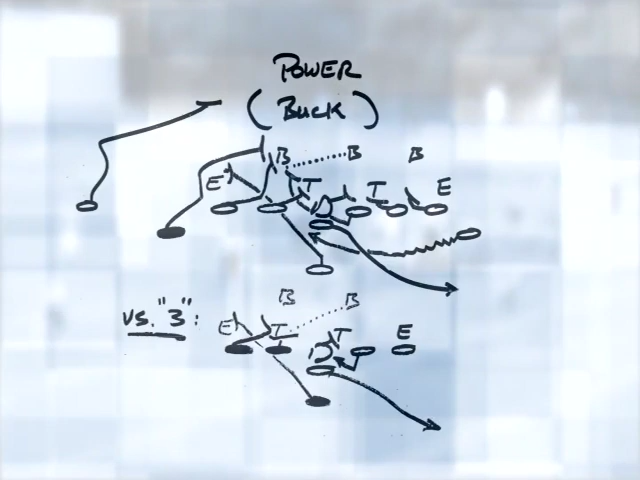 POWER
(BUCK)
B B B
E T T E
B B
VS. "3":
E T T E